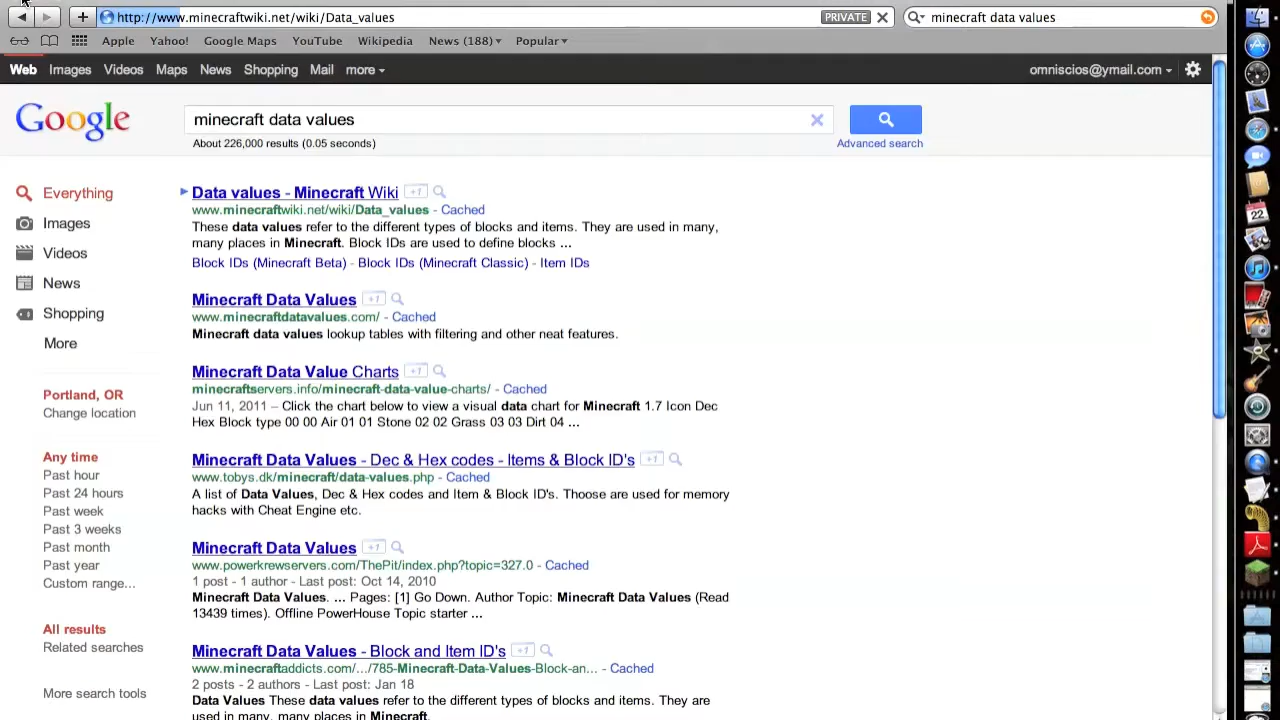 http://www.minecraftwiki.net/wiki/Data_values
PRIVATE
minecraft data values
Apple Yahoo! Google Maps YouTube Wikipedia News (188) Popular
Web Images Videos Maps News Shopping Mail more
omniscios@ymail.com
Google
minecraft data values
About 226,000 results (0.05 seconds)
Advanced search
Everything
Images
Videos
News
Shopping
More
Portland, OR
Change location
Any time
Past hour
Past 24 hours
Past week
Past 3 weeks
Past month
Past year
Custom range...
All results
Related searches
More search tools
Data values - Minecraft Wiki +1
www.minecraftwiki.net/wiki/Data_values - Cached
These data values refer to the different types of blocks and items. They are used in many,
many places in Minecraft. Block IDs are used to define blocks ...
Block IDs (Minecraft Beta) - Block IDs (Minecraft Classic) - Item IDs
Minecraft Data Values +1
www.minecraftdatavalues.com/ - Cached
Minecraft data values lookup tables with filtering and other neat features.
Minecraft Data Value Charts +1
minecraftservers.info/minecraft-data-value-charts/ - Cached
Jun 11, 2011 – Click the chart below to view a visual data chart for Minecraft 1.7 Icon Dec
Hex Block type 00 00 Air 01 01 Stone 02 02 Grass 03 03 Dirt 04 ...
Minecraft Data Values - Dec & Hex codes - Items & Block ID's +1
www.tobys.dk/minecraft/data-values.php - Cached
A list of Data Values, Dec & Hex codes and Item & Block ID's. Thoose are used for memory
hacks with Cheat Engine etc.
Minecraft Data Values +1
www.powerkrewservers.com/ThePit/index.php?topic=327.0 - Cached
1 post - 1 author - Last post: Oct 14, 2010
Minecraft Data Values. ... Pages: [1] Go Down. Author Topic: Minecraft Data Values (Read
13439 times). Offline PowerHouse Topic starter ...
Minecraft Data Values - Block and Item ID's +1
www.minecraftaddicts.com/.../785-Minecraft-Data-Values-Block-an... - Cached
2 posts - 2 authors - Last post: Jan 18
Data Values These data values refer to the different types of blocks and items. They are
used in many, many places in Minecraft.
22